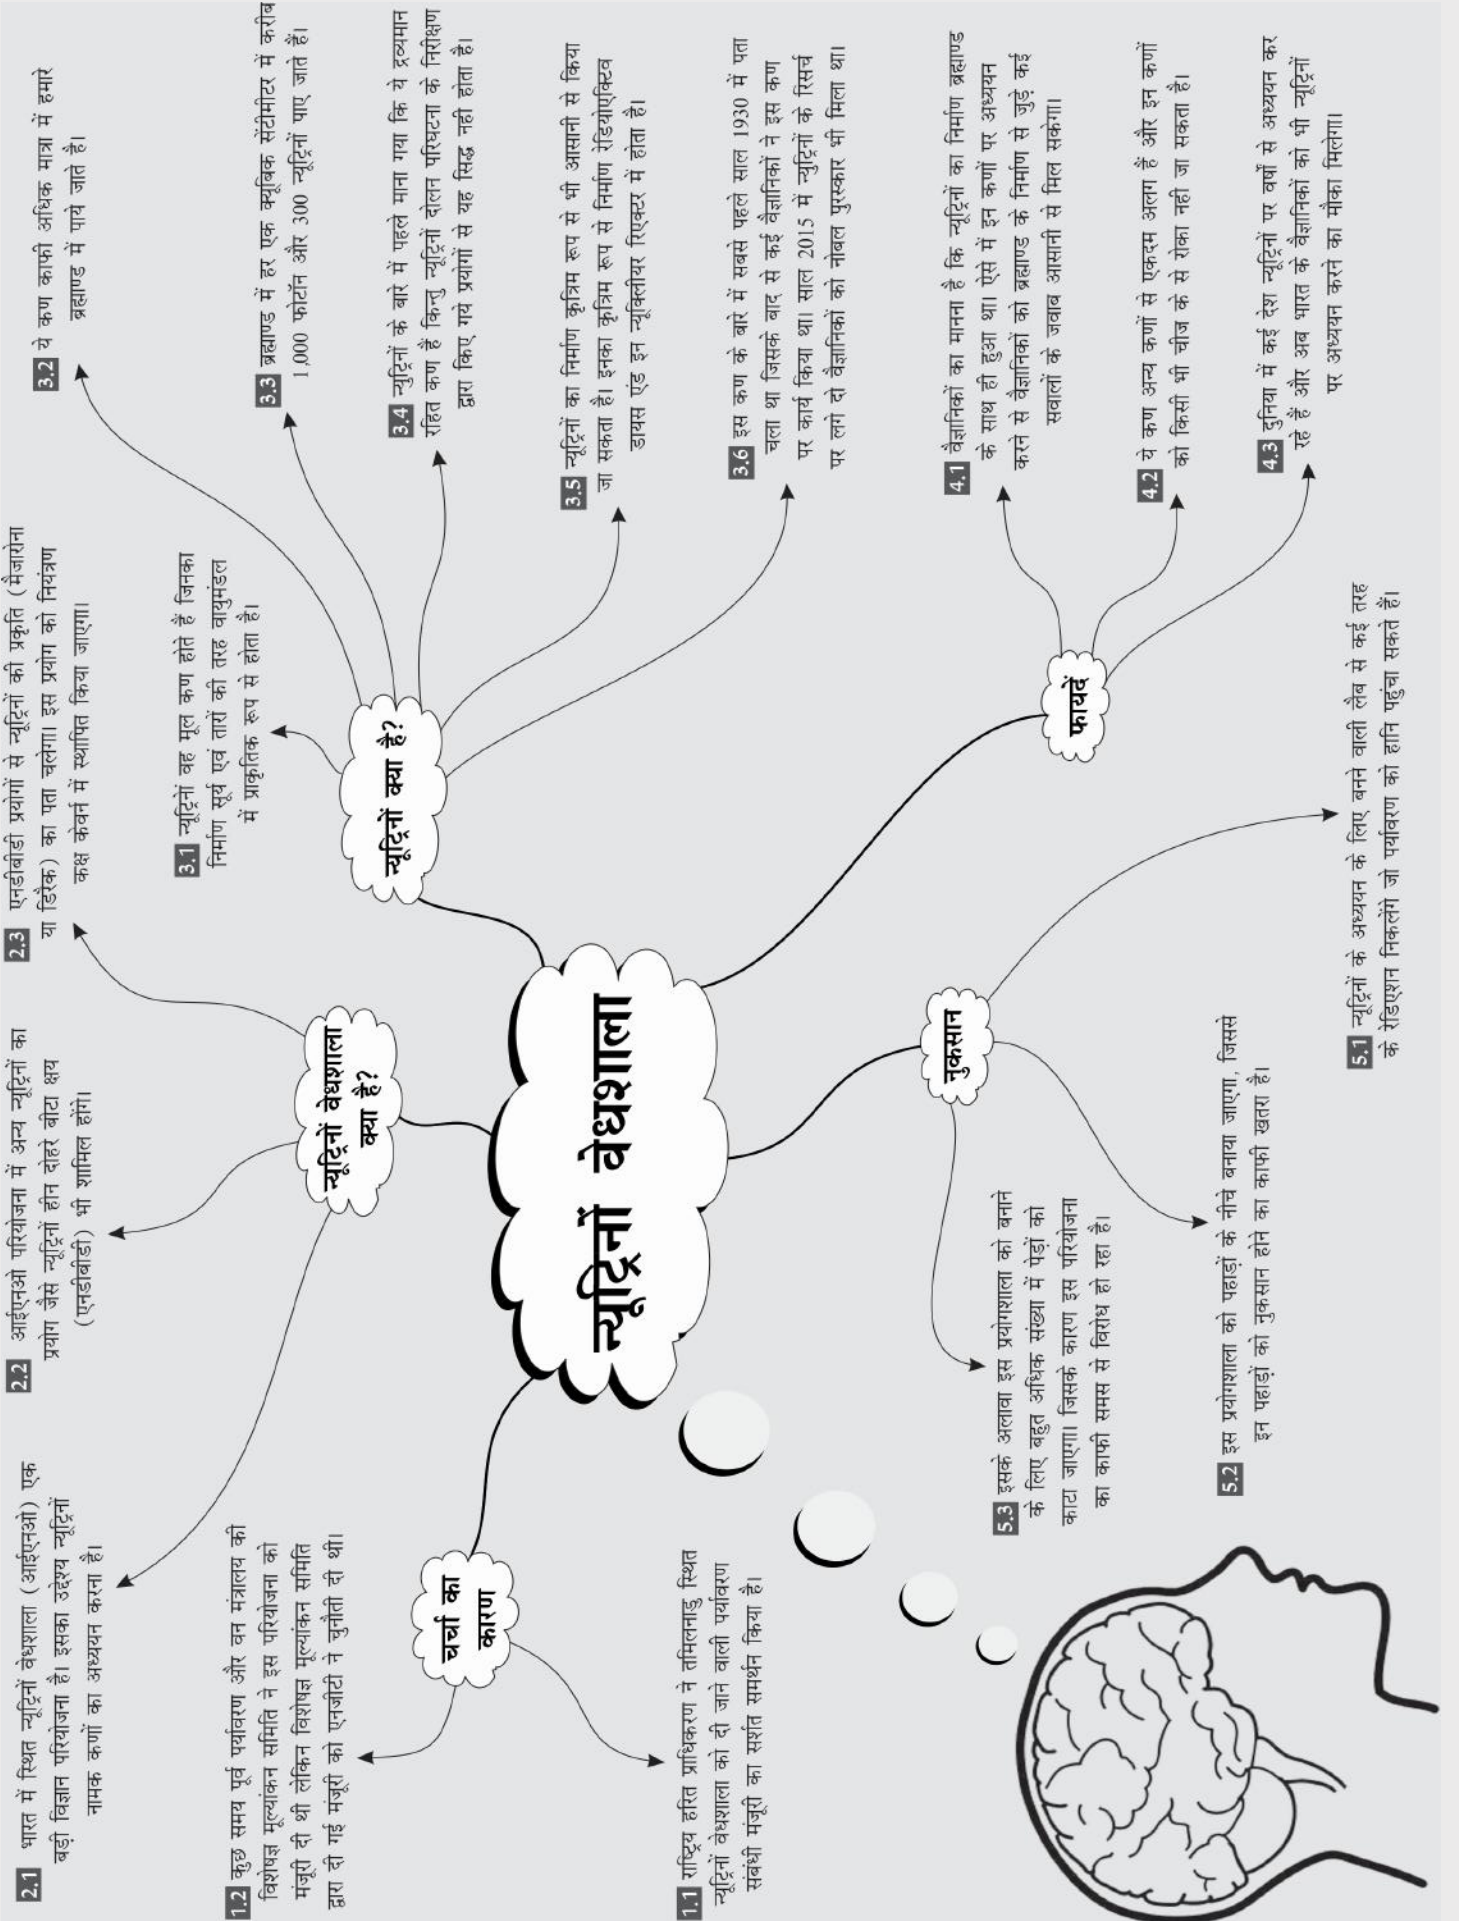 न्यूट्रिनों वेधशाला
चर्चा का
कारण
1.1 राष्ट्रिय हरित प्राधिकरण ने तमिलनाडु स्थित
न्यूट्रिनों वेधशाला को दी जाने वाली पर्यावरण
संबंधी मंजूरी का सर्शत समर्थन किया है।
1.2 कुछ समय पूर्व पर्यावरण और वन मंत्रालय की
विशेषज्ञ मूल्यांकन समिति ने इस परियोजना को
मंजूरी दी थी लेकिन विशेषज्ञ मूल्यांकन समिति
द्वारा दी गई मंजूरी को एनजीटी ने चुनौती दी थी।
न्यूट्रिनों वेधशाला
क्या है?
2.1 भारत में स्थित न्यूट्रिनों वेधशाला (आईएनओ) एक
बड़ी विज्ञान परियोजना है। इसका उद्देश्य न्यूट्रिनों
नामक कणों का अध्ययन करना है।
2.2 आईएनओ परियोजना में अन्य न्यूट्रिनों का
प्रयोग जैसे न्यूट्रिनों हीन दोहरे बीटा क्षय
(एनडीबीडी) भी शामिल होंगे।
2.3 एनडीबीडी प्रयोगों से न्यूट्रिनों की प्रकृति (मैजारोना
या डिरैक) का पता चलेगा। इस प्रयोग को नियंत्रण
कक्ष केवर्न में स्थापित किया जाएगा।
न्यूट्रिनों क्या है?
3.1 न्यूट्रिनों वह मूल कण होते हैं जिनका
निर्माण सूर्य एवं तारों की तरह वायुमंडल
में प्राकृतिक रूप से होता है।
3.2 ये कण काफी अधिक मात्रा में हमारे
ब्रह्माण्ड में पाये जाते है।
3.3 ब्रह्माण्ड में हर एक क्यूबिक सेंटीमीटर में करीब
1,000 फोटॉन और 300 न्यूट्रिनों पाए जाते हैं।
3.4 न्युट्रिनों के बारे में पहले माना गया कि ये द्रव्यमान
रहित कण हैं किन्तु न्यूट्रिनों दोलन परिघटना के निरीक्षण
द्वारा किए गये प्रयोगों से यह सिद्ध नही होता है।
3.5 न्यूट्रिनों का निर्माण कृत्रिम रूप से भी आसानी से किया
जा सकता है। इनका कृत्रिम रूप से निर्माण रेडियोएक्टिव
डायस एंड इन न्यूक्लियर रिएक्टर में होता है।
3.6 इस कण के बारे में सबसे पहले साल 1930 में पता
चला था जिसके बाद से कई वैज्ञानिकों ने इस कण
पर कार्य किया था। साल 2015 में न्युट्रिनों के रिसर्च
पर लगे दो वैज्ञानिकों को नोबल पुरस्कार भी मिला था।
फायदें
4.1 वैज्ञानिकों का मानना है कि न्यूट्रिनों का निर्माण ब्रह्माण्ड
के साथ ही हुआ था। ऐसे में इन कणों पर अध्ययन
करने से वैज्ञानिकों को ब्रह्माण्ड के निर्माण से जुड़े कई
सवालों के जवाब आसानी से मिल सकेगा।
4.2 ये कण अन्य कणों से एकदम अलग हैं और इन कणों
को किसी भी चीज के से रोका नही जा सकता है।
4.3 दुनिया में कई देश न्यूट्रिनों पर वर्षों से अध्ययन कर
रहे हैं और अब भारत के वैज्ञानिकों को भी न्यूट्रिनों
पर अध्ययन करने का मौका मिलेगा।
नुकसान
5.1 न्यूट्रिनों के अध्ययन के लिए बनने वाली लैब से कई तरह
के रेडिएशन निकलेंगे जो पर्यावरण को हानि पहुंचा सकते हैं।
5.2 इस प्रयोगशाला को पहाड़ों के नीचे बनाया जाएगा, जिससे
इन पहाड़ों को नुकसान होने का काफी खतरा है।
5.3 इसके अलावा इस प्रयोगशाला को बनाने
के लिए बहुत अधिक संख्या में पेड़ों को
काटा जाएगा। जिसके कारण इस परियोजना
का काफी समस से विरोध हो रहा है।